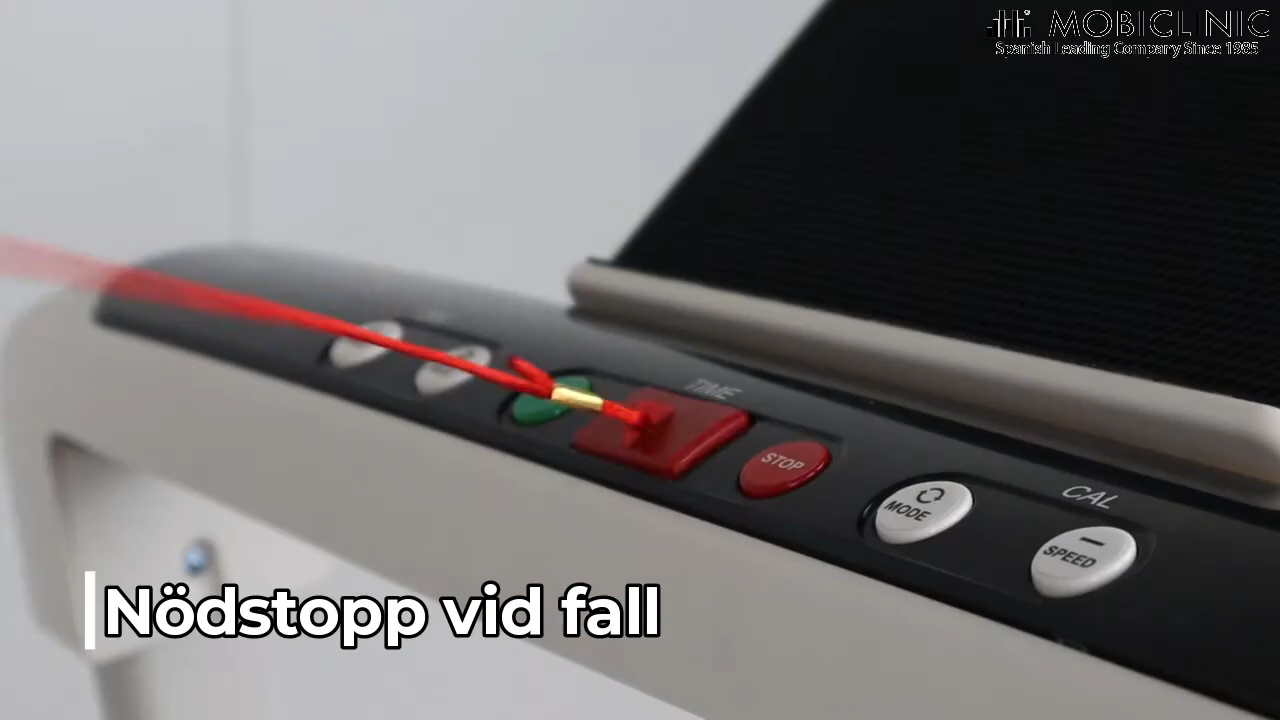 MOBICLINIC
Spanish Leading Company Since 1985
TIME
STOP
MODE
CAL
SPEED
Nödstopp vid fall